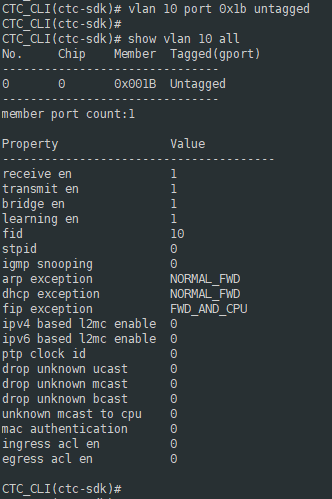 CTC_CLI(ctc-sdk)# vlan 10 port 0x1b untagged
CTC_CLI(ctc-sdk)#
CTC_CLI(ctc-sdk)# show vlan 10 all
No.     Chip    Member  Tagged(gport)
-------------------------------
0       0       0x001B  Untagged
-------------------------------
member port count:1

Property                Value
---------------------------------------
receive en              1
transmit en             1
bridge en               1
learning en             1
fid                     10
stpid                   0
igmp snooping           0
arp exception           NORMAL_FWD
dhcp exception          NORMAL_FWD
fip exception           FWD_AND_CPU
ipv4 based l2mc enable  0
ipv6 based l2mc enable  0
ptp clock id            0
drop unknown ucast      0
drop unknown mcast      0
drop unknown bcast      0
unknown mcast to cpu    0
mac authentication      0
ingress acl en          0
egress acl en           0

CTC_CLI(ctc-sdk)#